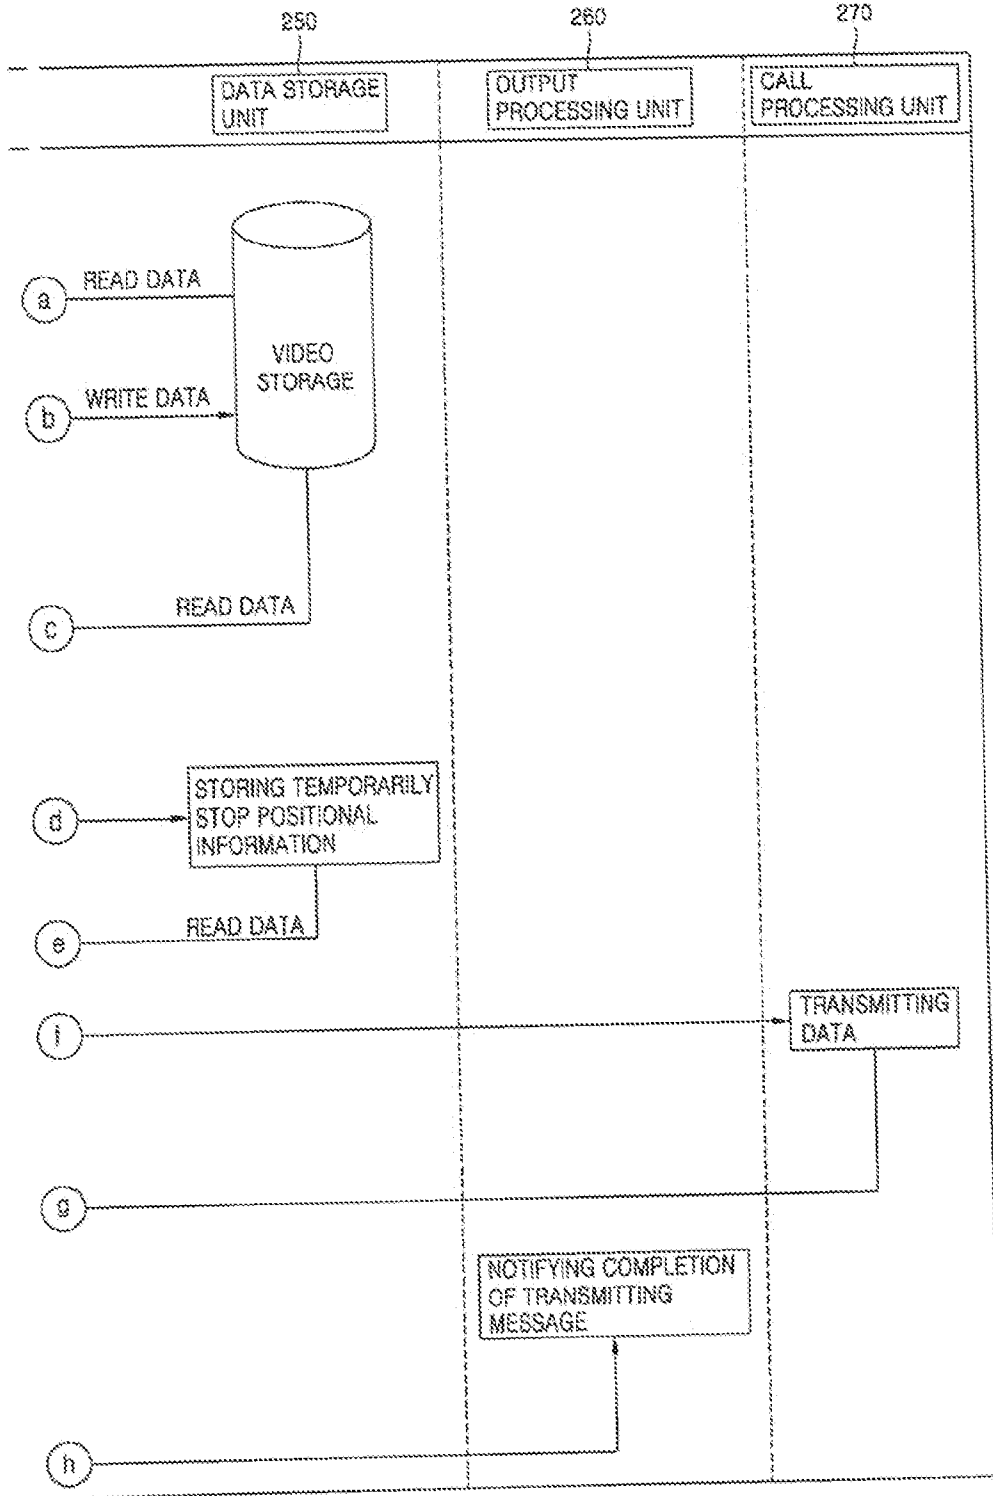 250
260
270
DATA STORAGE
UNIT
OUTPUT
PROCESSING UNIT
CALL
PROCESSING UNIT
a
READ DATA
VIDEO
STORAGE
b
WRITE DATA
c
READ DATA
d
STORING TEMPORARILY
STOP POSITIONAL
INFORMATION
e
READ DATA
f
TRANSMITTING
DATA
g
NOTIFYING COMPLETION
OF TRANSMITTING
MESSAGE
h